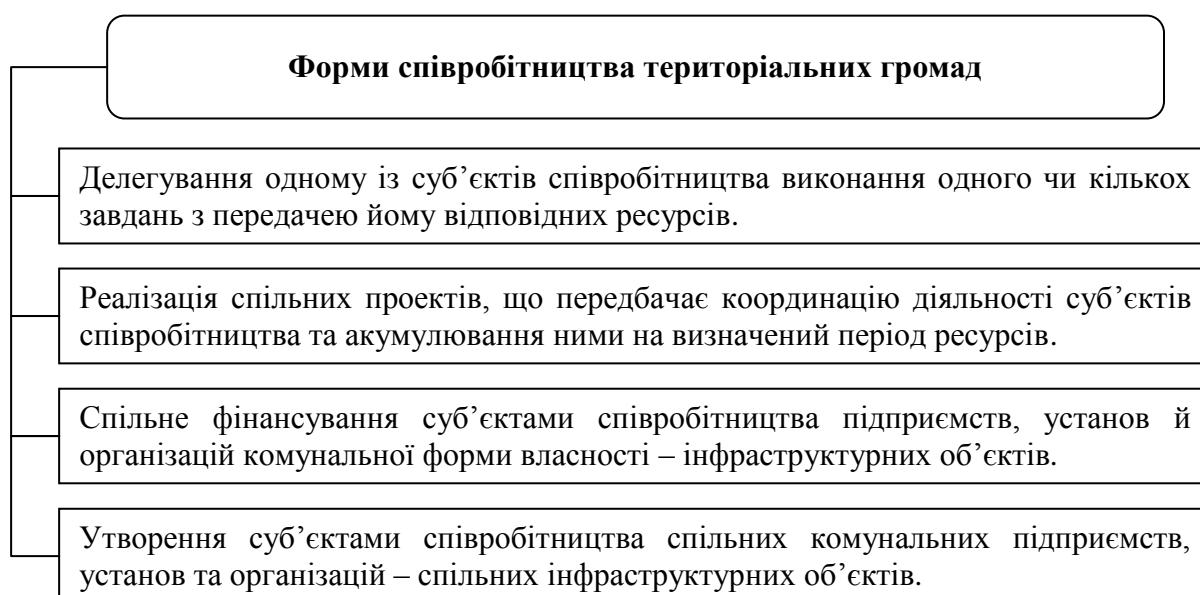 Форми співробітництва територіальних громад
Делегування одному із суб’єктів співробітництва виконання одного чи кількох
завдань з передачею йому відповідних ресурсів.
Реалізація спільних проектів, що передбачає координацію діяльності суб’єктів
співробітництва та акумулювання ними на визначений період ресурсів.
Спільне фінансування суб’єктами співробітництва підприємств, установ й
організацій комунальної форми власності – інфраструктурних об’єктів.
Утворення суб’єктами співробітництва спільних комунальних підприємств,
установ та організацій – спільних інфраструктурних об’єктів.